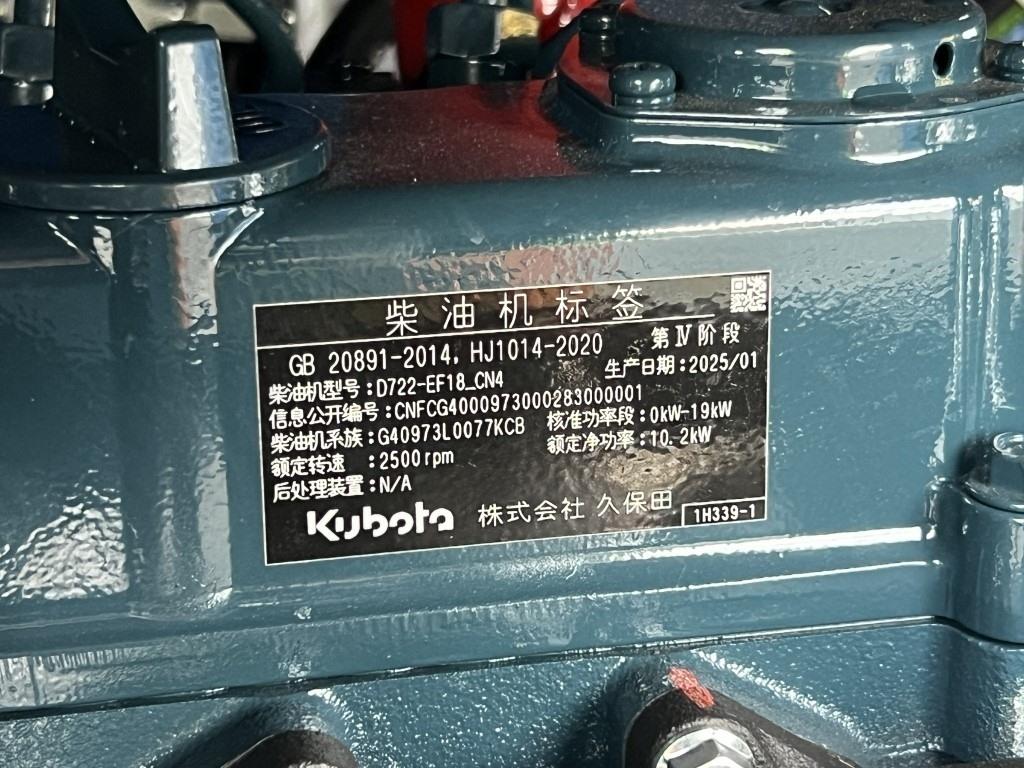 柴油机标签
GB 20891-2014, HJ1014-2020 第Ⅳ阶段
柴油机型号:D722-EF18_CN4 生产日期:2025/01
信息公开编号:CNFCG4000973000283000001
柴油机系族:G40973L0077KCB 核准功率段:0kW-19kW
额定转速 :2500rpm 额定净功率:10.2kW
后处理装置:N/A
Kubota 株式会社 久保田 1H339-1